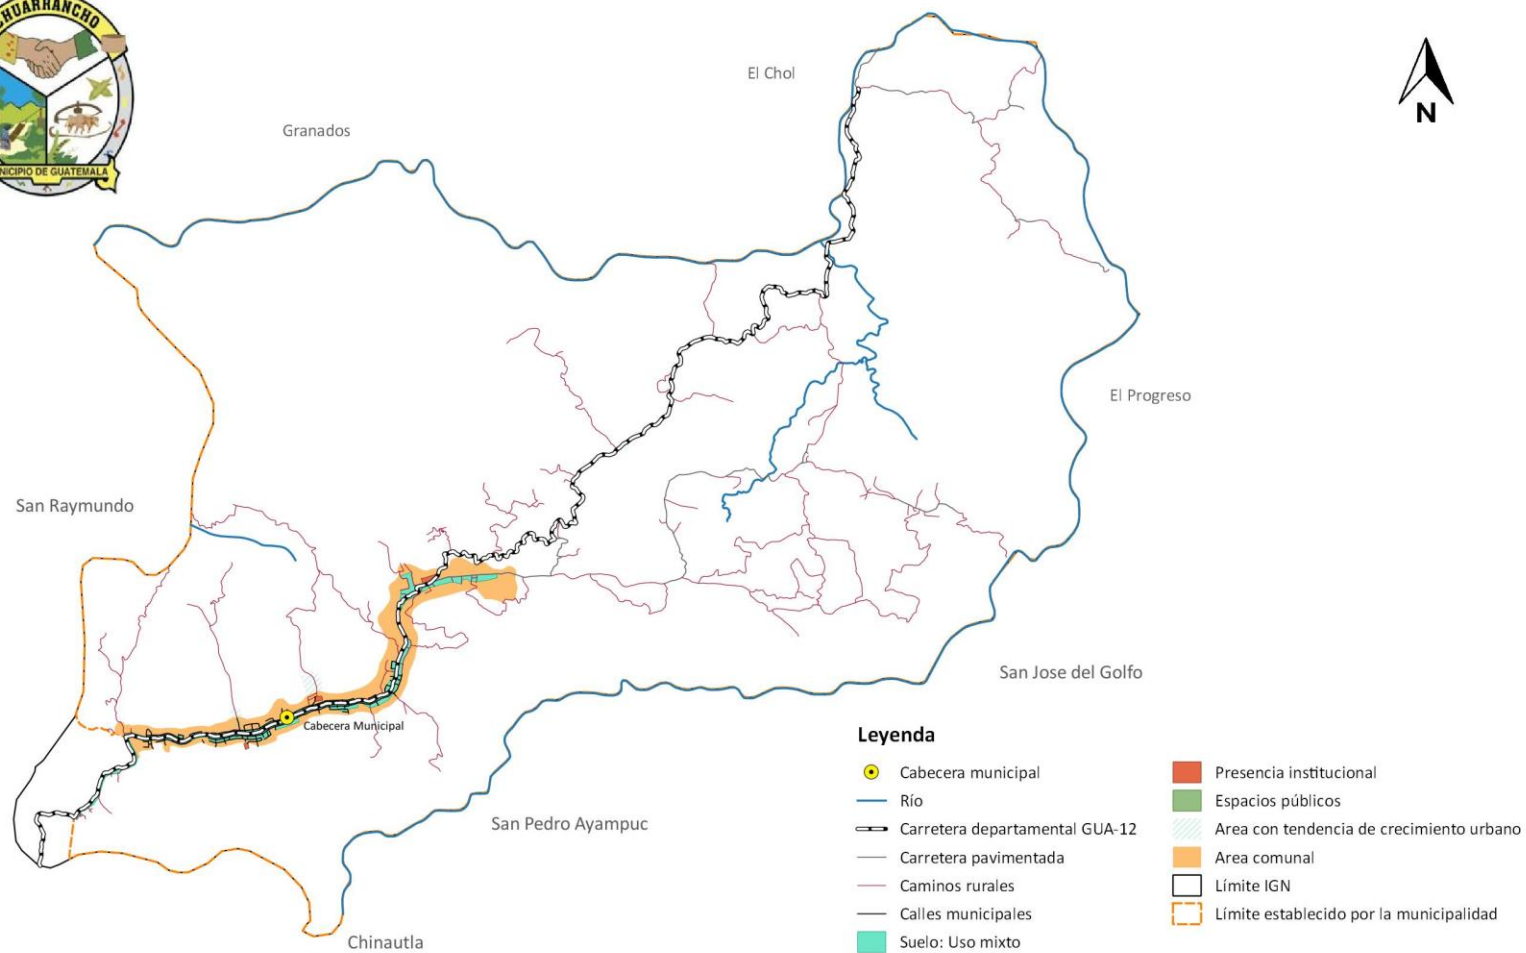 CHUARRANCHO
NICIPIO DE GUATEMALA
El Chol
Granados
N
El Progreso
San Raymundo
San Jose del Golfo
Cabecera Municipal
San Pedro Ayampuc
Chinautla
Leyenda
Cabecera municipal
Río
Carretera departamental GUA-12
Carretera pavimentada
Caminos rurales
Calles municipales
Suelo: Uso mixto
Presencia institucional
Espacios públicos
Area con tendencia de crecimiento urbano
Area comunal
Límite IGN
Límite establecido por la municipalidad